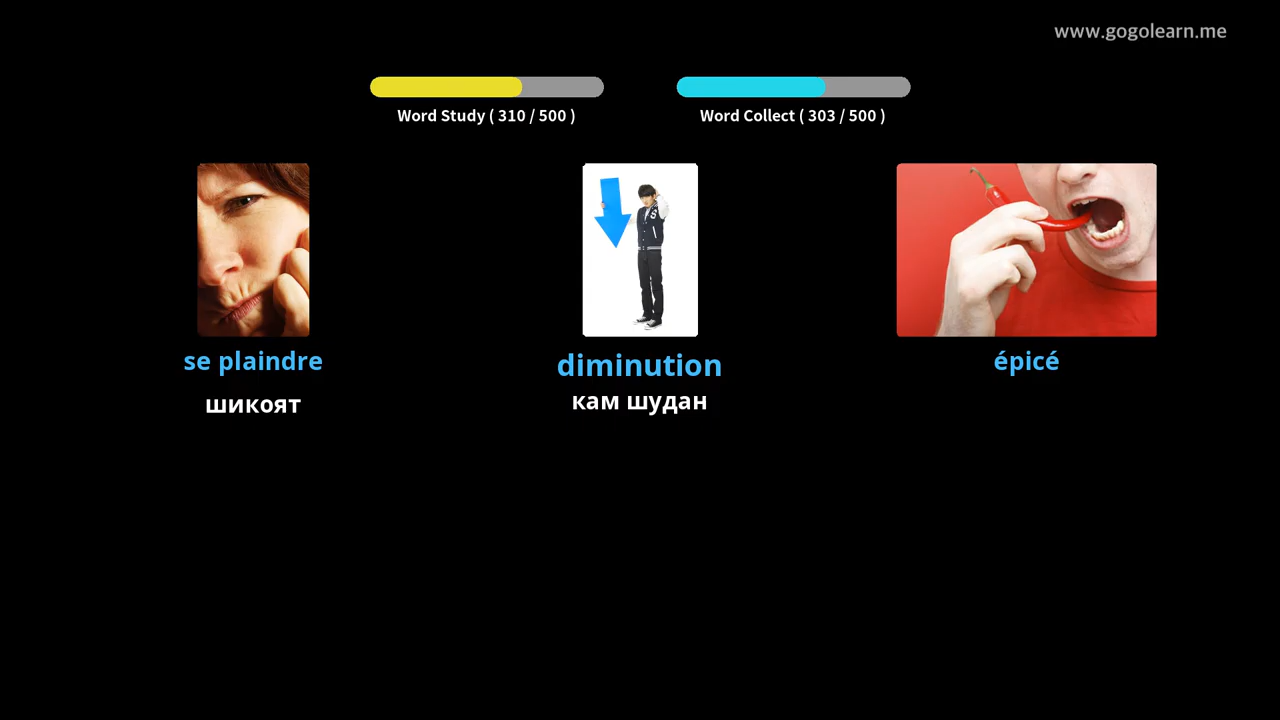 www.gogolearn.me
Word Study ( 310 / 500 )
Word Collect ( 303 / 500 )
se plaindre
diminution
épicé
шикоят
кам шудан